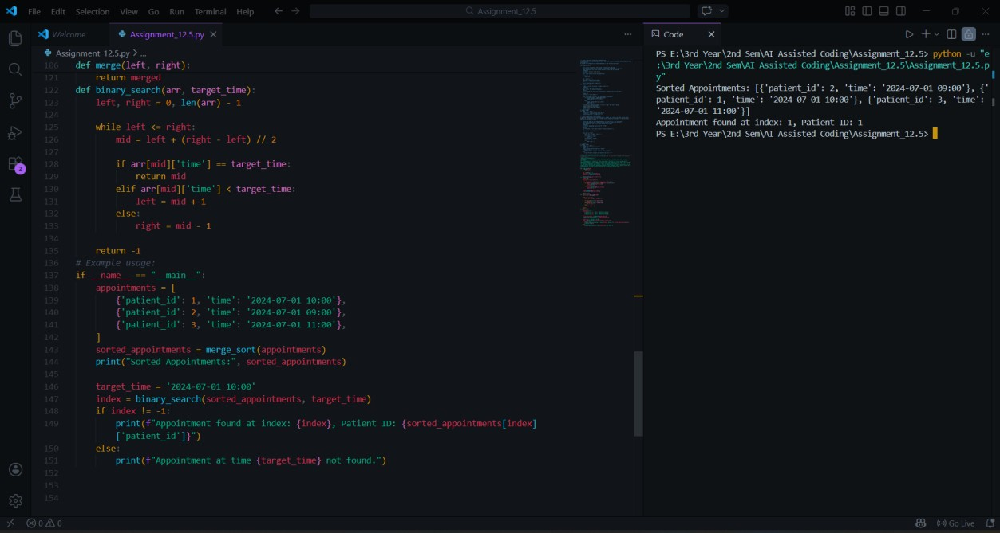 File Edit Selection View Go Run Terminal Help
Assignment_12.5
Welcome
Assignment_12.5.py
Assignment_12.5.py > ...
106 def merge(left, right):
121     return merged
122 def binary_search(arr, target_time):
123     left, right = 0, len(arr) - 1
124
125     while left <= right:
126         mid = left + (right - left) // 2
127
128         if arr[mid]['time'] == target_time:
129             return mid
130         elif arr[mid]['time'] < target_time:
131             left = mid + 1
132         else:
133             right = mid - 1
134
135     return -1
136 # Example usage:
137 if __name__ == "__main__":
138     appointments = [
139         {'patient_id': 1, 'time': '2024-07-01 10:00'},
140         {'patient_id': 2, 'time': '2024-07-01 09:00'},
141         {'patient_id': 3, 'time': '2024-07-01 11:00'},
142     ]
143     sorted_appointments = merge_sort(appointments)
144     print("Sorted Appointments:", sorted_appointments)
145
146     target_time = '2024-07-01 10:00'
147     index = binary_search(sorted_appointments, target_time)
148     if index != -1:
149         print(f"Appointment found at index: {index}, Patient ID: {sorted_appointments[index]
        ['patient_id']}")
150     else:
151         print(f"Appointment at time {target_time} not found.")
152
153
154
Code
PS E:\3rd Year\2nd Sem\AI Assisted Coding\Assignment_12.5> python -u "e
:\3rd Year\2nd Sem\AI Assisted Coding\Assignment_12.5\Assignment_12.5.p
y"
Sorted Appointments: [{'patient_id': 2, 'time': '2024-07-01 09:00'}, {'
patient_id': 1, 'time': '2024-07-01 10:00'}, {'patient_id': 3, 'time':
'2024-07-01 11:00'}]
Appointment found at index: 1, Patient ID: 1
PS E:\3rd Year\2nd Sem\AI Assisted Coding\Assignment_12.5>
2
0 0
Go Live